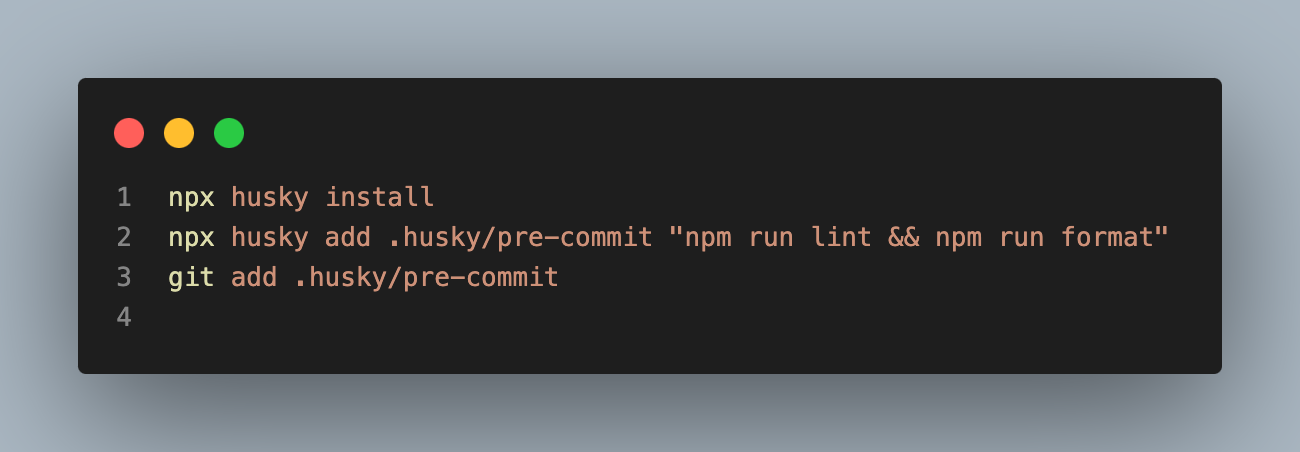 1 npx husky install
2 npx husky add .husky/pre-commit "npm run lint && npm run format"
3 git add .husky/pre-commit
4